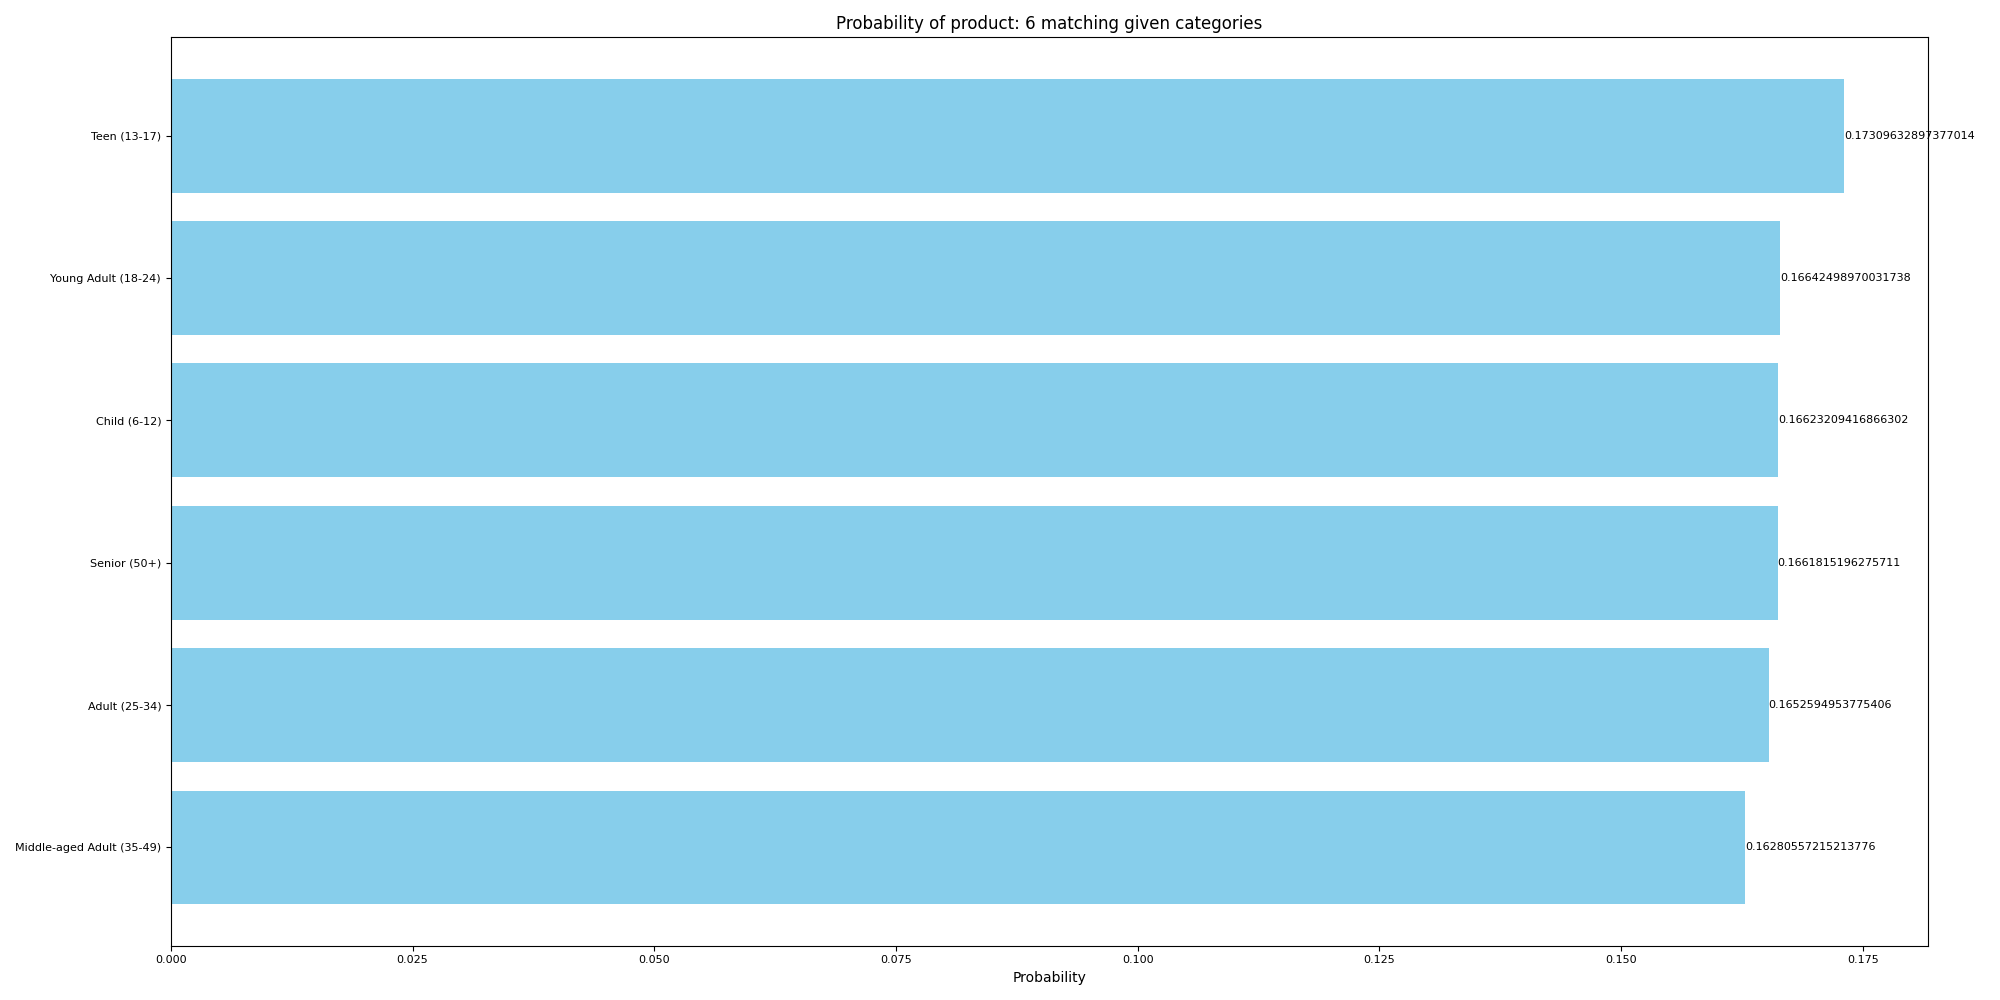 Probability of product: 6 matching given categories
Teen (13-17)
0.17309632897377014
Young Adult (18-24)
0.16642498970031738
Child (6-12)
0.16623209416866302
Senior (50+)
0.1661815196275711
Adult (25-34)
0.1652594953775406
Middle-aged Adult (35-49)
0.16280557215213776
0.000 0.025 0.050 0.075 0.100 0.125 0.150 0.175
Probability